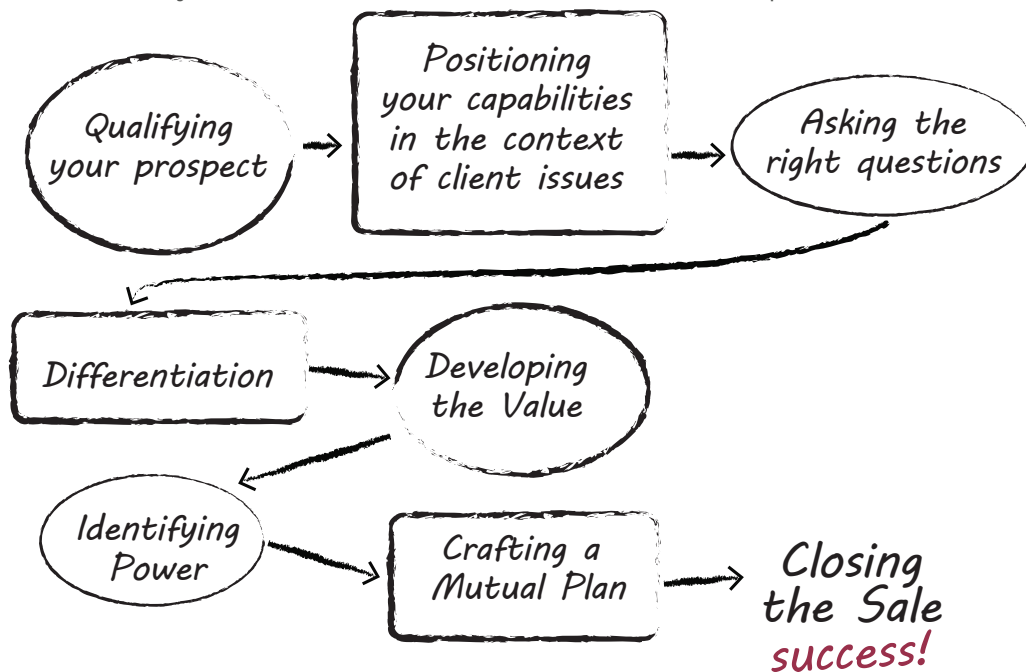 Qualifying
your prospect
Positioning
your capabilities
in the context
of client issues
Asking the
right questions
Differentiation
Developing
the Value
Identifying
Power
Crafting a
Mutual Plan
Closing
the Sale
success!